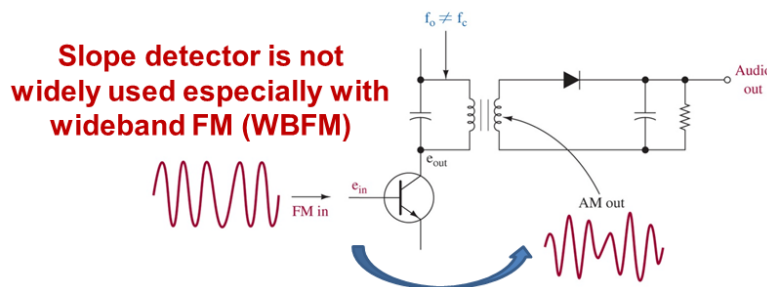 fₒ ≠ f꜀
Slope detector is not
widely used especially with
wideband FM (WBFM)
Audio
out
eₒᵤₜ
eᵢₙ
FM in
AM out